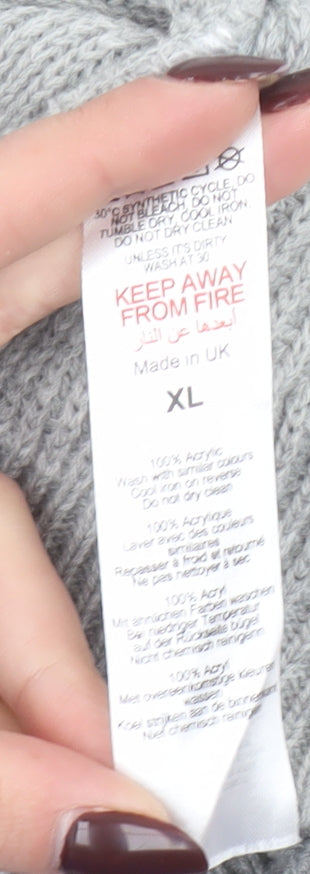 30°C SYNTHETIC CYCLE, DO
NOT BLEACH, DO NOT
TUMBLE DRY, COOL IRON,
DO NOT DRY CLEAN
UNLESS IT'S DIRTY
WASH AT 30
KEEP AWAY
FROM FIRE
أبعدها عن النار
Made in UK
XL
100% Acrylic
Wash with similar colours
Cool iron on reverse
Do not dry clean
100% Acrylique
Laver avec des couleurs
similaires
Repasser à froid et retourné
Ne pas nettoyer à sec
100% Acryl
Mit ähnlichen Farben waschen
Bei niedriger Temperatur
auf der Rückseite bügel
Nicht chemisch reinigenn
100% Acryl
Met overeenkomstige kleuren
wassen
Koel strijken aan de binnenkant
Niet chemisch reinigen